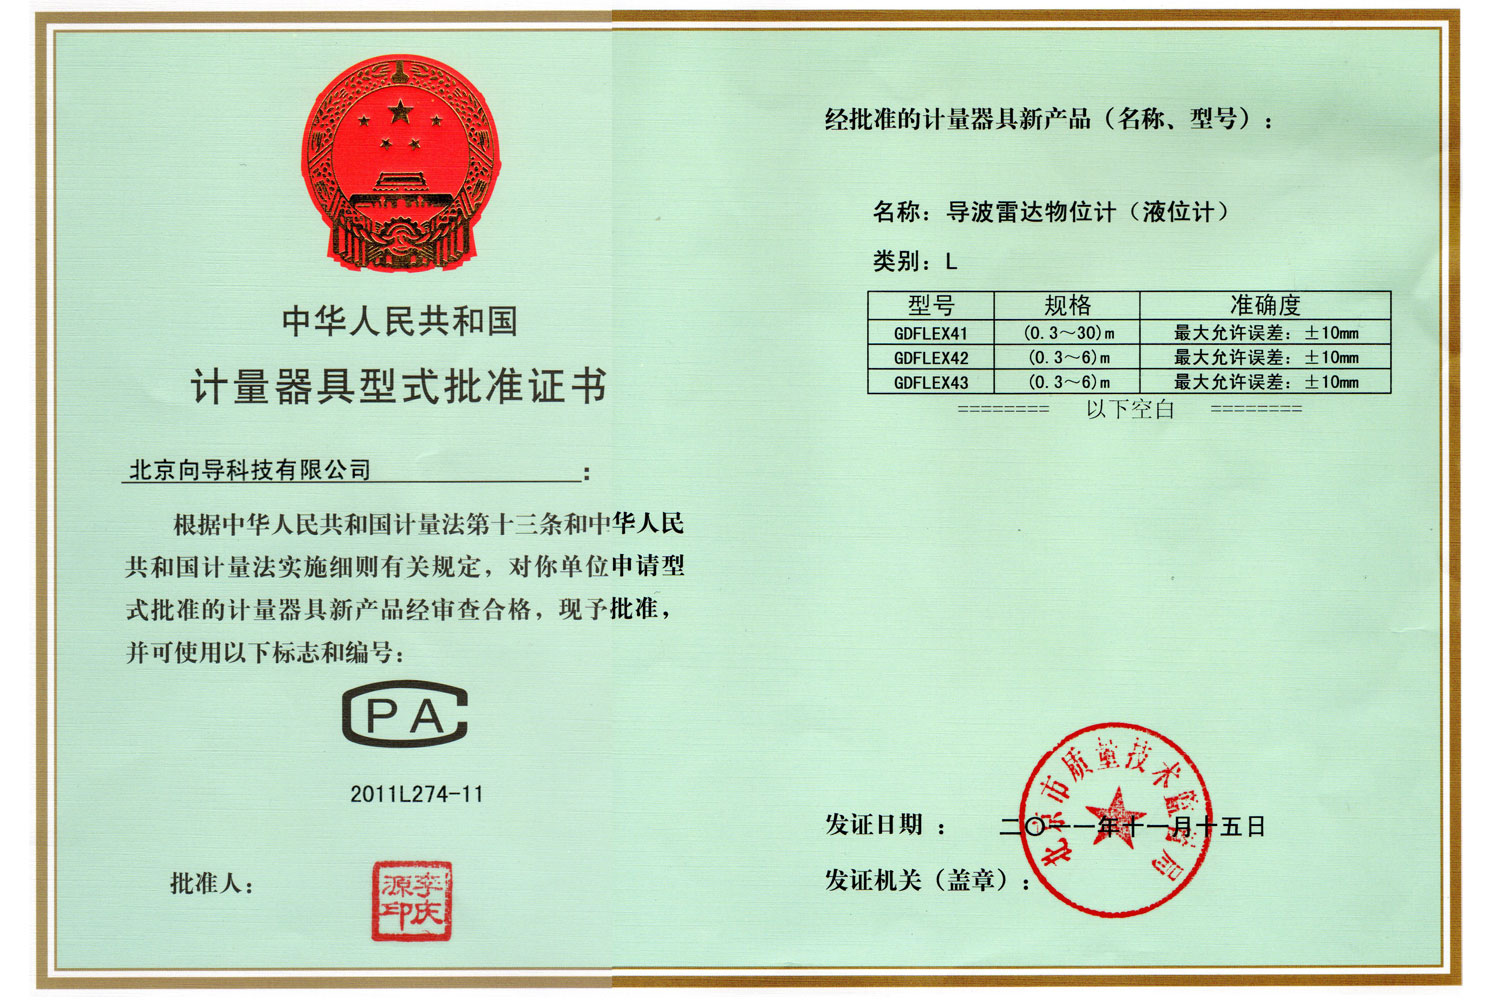 中华人民共和国
计量器具型式批准证书
北京向导科技有限公司：
根据中华人民共和国计量法第十三条和中华人民
共和国计量法实施细则有关规定，对你单位申请型
式批准的计量器具新产品经审查合格，现予批准，
并可使用以下标志和编号：
CPA
2011L274-11
批准人：
李庆源印
经批准的计量器具新产品（名称、型号）：
名称：导波雷达物位计（液位计）
类别：L
型号 规格 准确度
GDFLEX41 (0.3～30)m 最大允许误差：±10mm
GDFLEX42 (0.3～6)m 最大允许误差：±10mm
GDFLEX43 (0.3～6)m 最大允许误差：±10mm
======== 以下空白 ========
北京市质量技术监督局
发证日期 ： 二〇一一年十一月十五日
发证机关（盖章）：